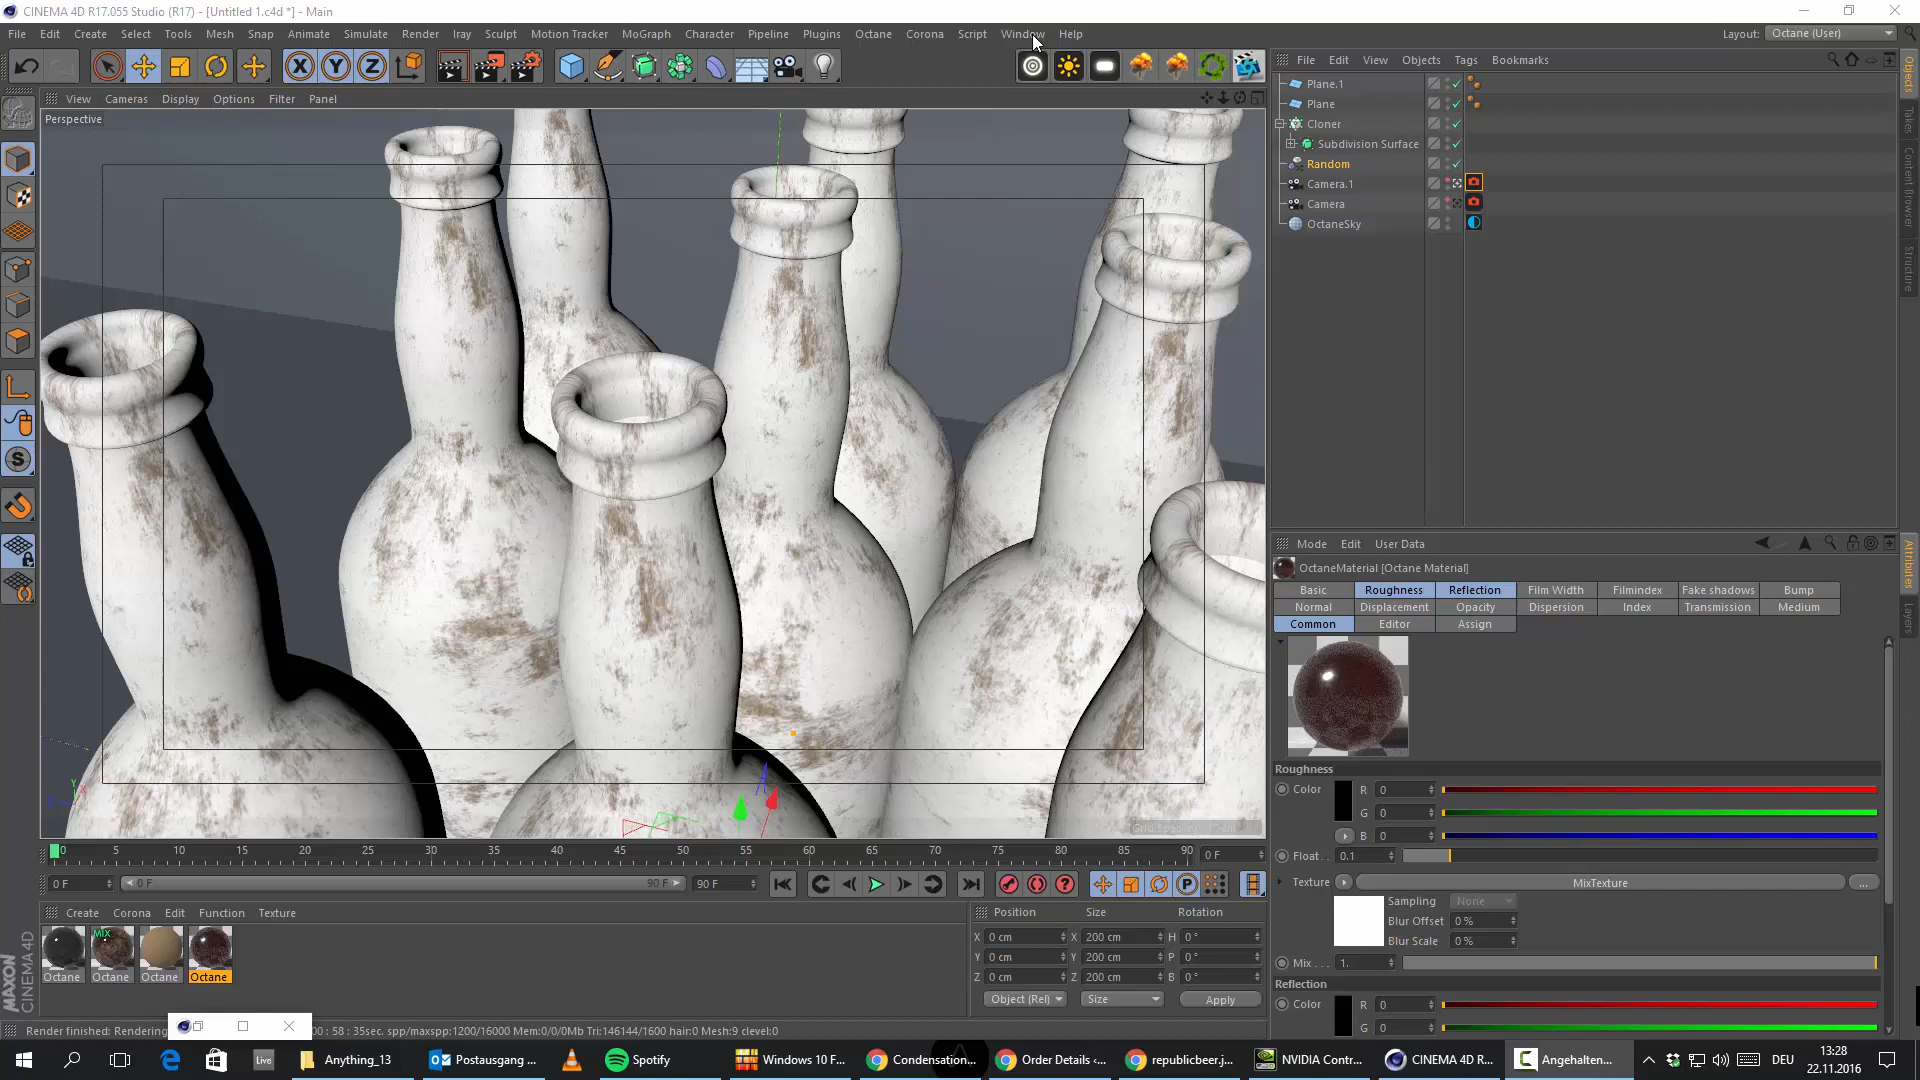 CINEMA 4D R17.055 Studio (R17) - [Untitled 1.c4d *] - Main
File Edit Create Select Tools Mesh Snap Animate Simulate Render Iray Sculpt Motion Tracker MoGraph Character Pipeline Plugins Octane Corona Script Window Help
Layout: Octane (User)
File Edit View Objects Tags Bookmarks
View Cameras Display Options Filter Panel
Perspective
Plane.1
Plane
Cloner
Subdivision Surface
Random
Camera.1
Camera
OctaneSky
Objects
Takes
Content Browser
Structure
Mode Edit User Data
OctaneMaterial [Octane Material]
Basic Roughness Reflection Film Width Filmindex Fake shadows Bump
Normal Displacement Opacity Dispersion Index Transmission Medium
Common Editor Assign
Attributes
Layers
Roughness
Color R 0
G 0
B 0
Float. . 0.1
Texture MixTexture ...
Sampling None
Blur Offset 0 %
Blur Scale 0 %
Mix . . . 1.
Reflection
Color R 0
G 0
0 5 10 15 20 25 30 35 40 45 50 55 60 65 70 75 80 85 90 0 F
0 F 0 F 90 F 90 F
Create Corona Edit Function Texture
MIX
Octane Octane Octane Octane
Position Size Rotation
X 0 cm X 200 cm H 0 °
Y 0 cm Y 200 cm P 0 °
Z 0 cm Z 200 cm B 0 °
Object (Rel) Size Apply
MAXON
CINEMA 4D
Render finished: Rendering
: 58 : 35sec. spp/maxspp:1200/16000 Mem:0/0/0Mb Tri:146144/1600 hair:0 Mesh:9 clevel:0
Live Anything_13 Postausgang ... Spotify Windows 10 F... Condensation... Order Details ‹... republicbeer.j... NVIDIA Contr... CINEMA 4D R... Angehalten... DEU 13:28
22.11.2016